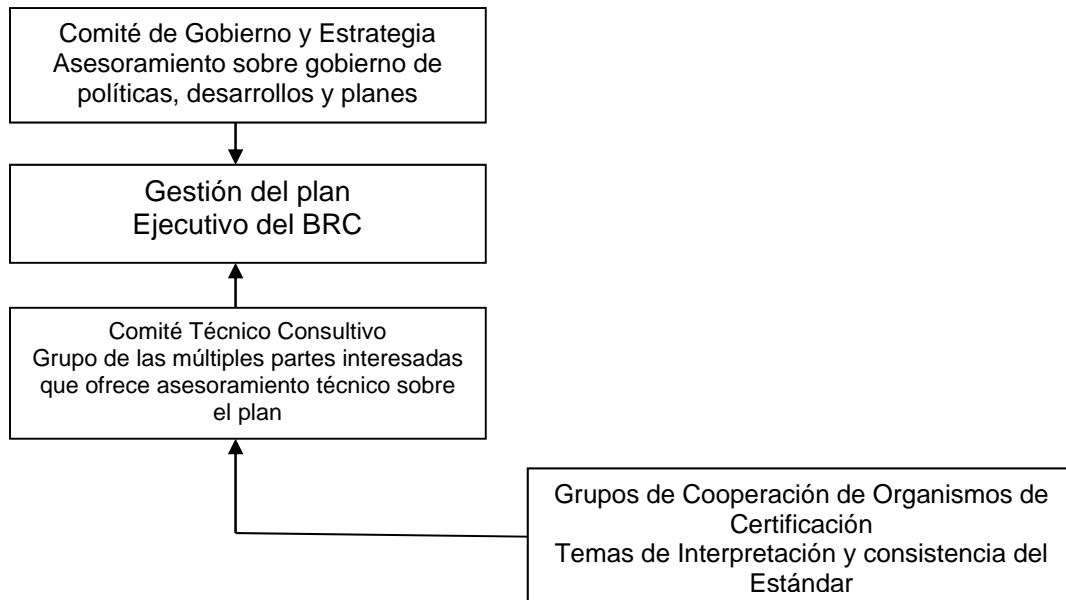 Comité de Gobierno y Estrategia
Asesoramiento sobre gobierno de
políticas, desarrollos y planes
Gestión del plan
Ejecutivo del BRC
Comité Técnico Consultivo
Grupo de las múltiples partes interesadas
que ofrece asesoramiento técnico sobre
el plan
Grupos de Cooperación de Organismos de
Certificación
Temas de Interpretación y consistencia del
Estándar